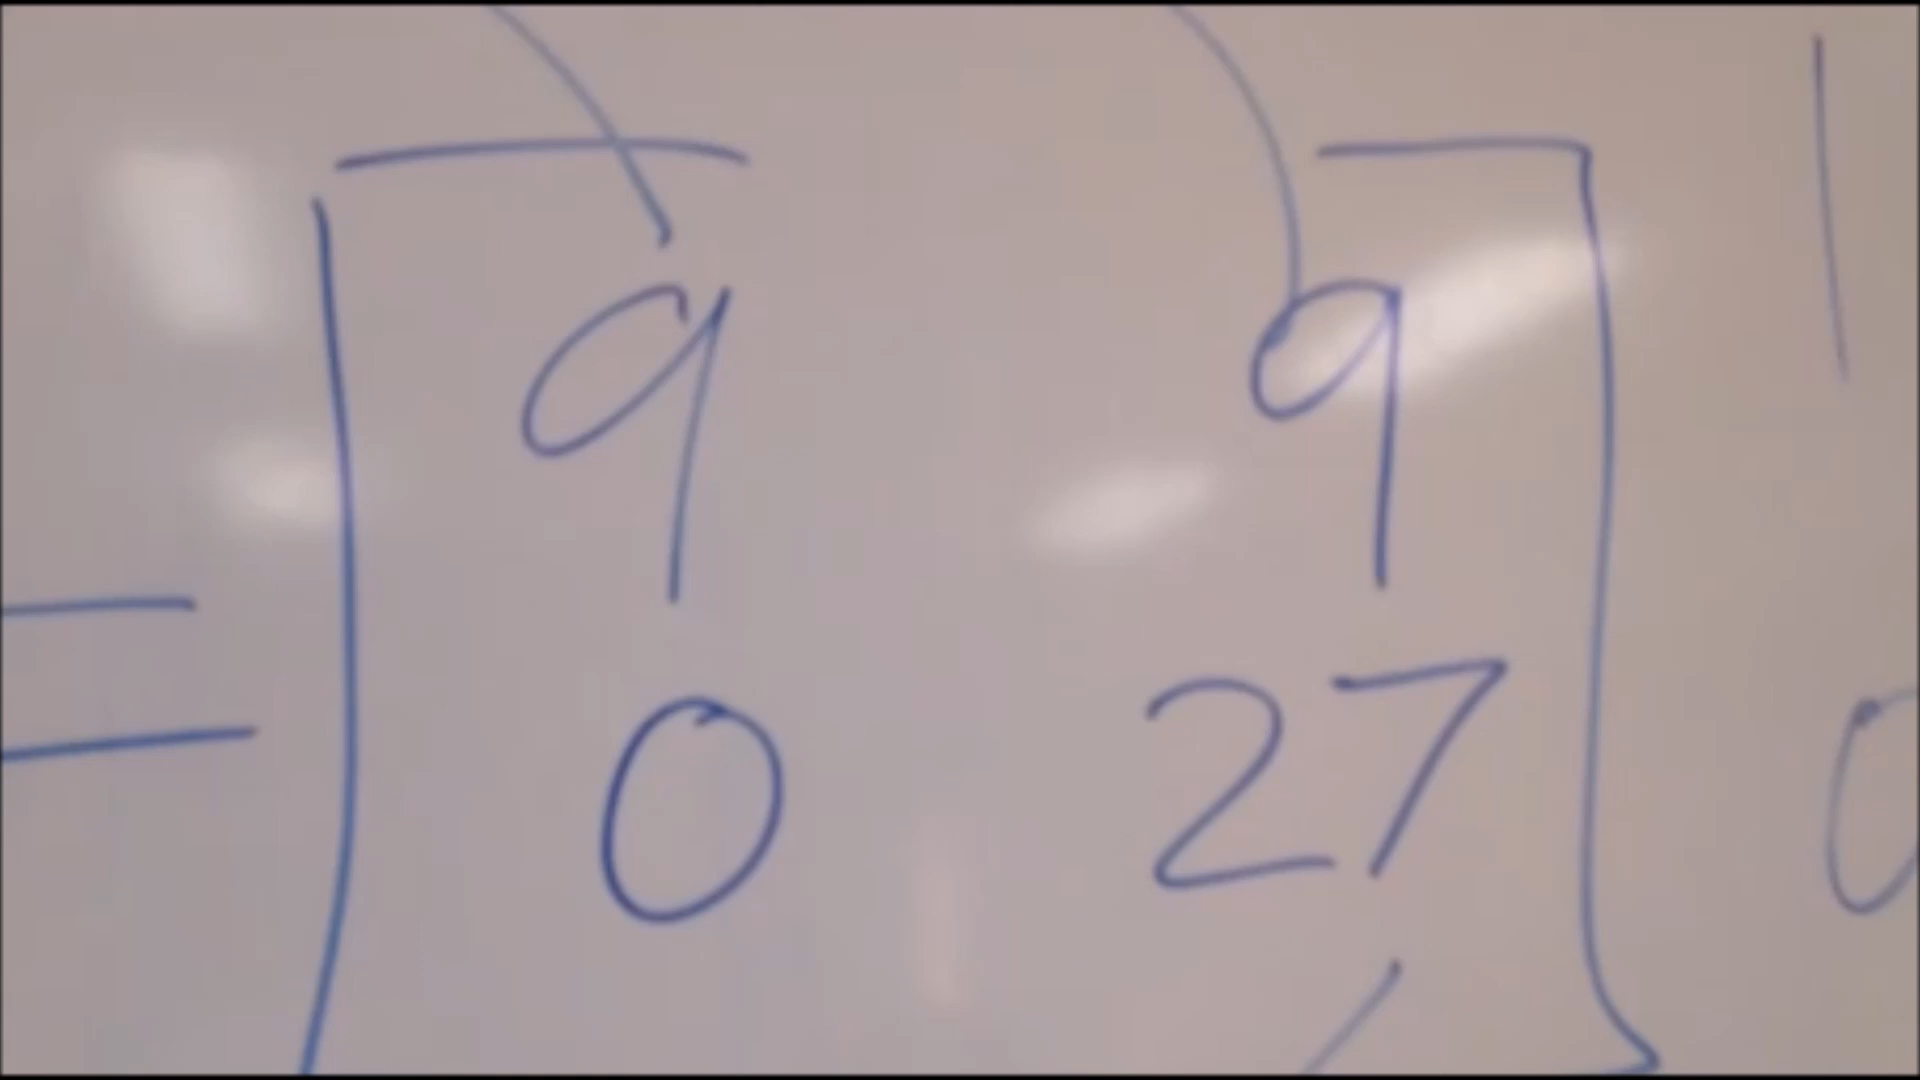 = [ 9 9 ]
0 27